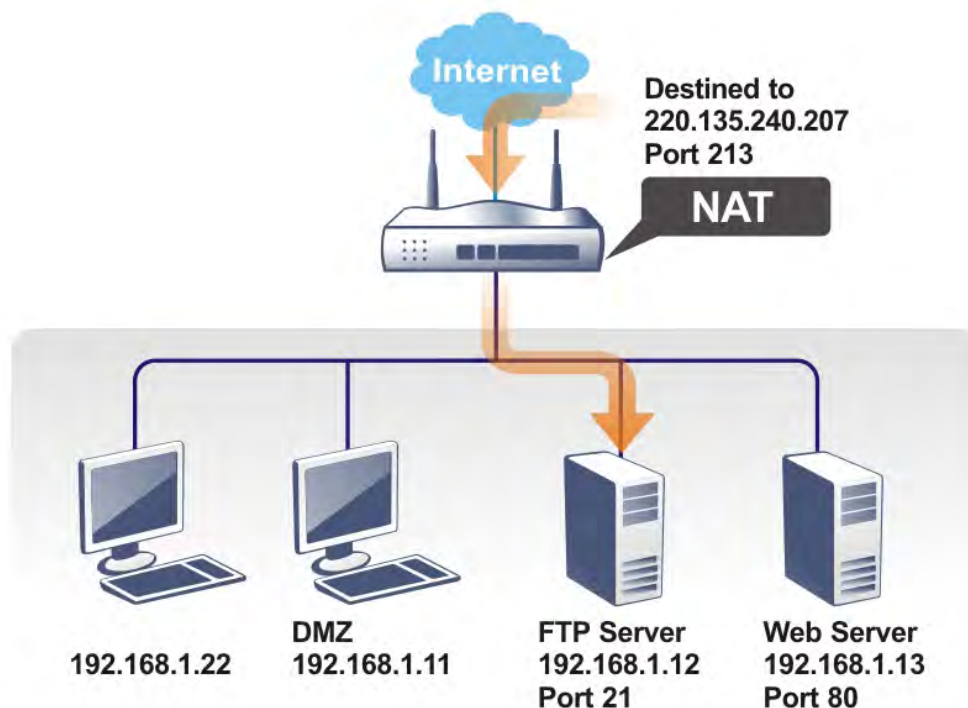 Internet
Destined to
220.135.240.207
Port 213
NAT
192.168.1.22
DMZ
192.168.1.11
FTP Server
192.168.1.12
Port 21
Web Server
192.168.1.13
Port 80